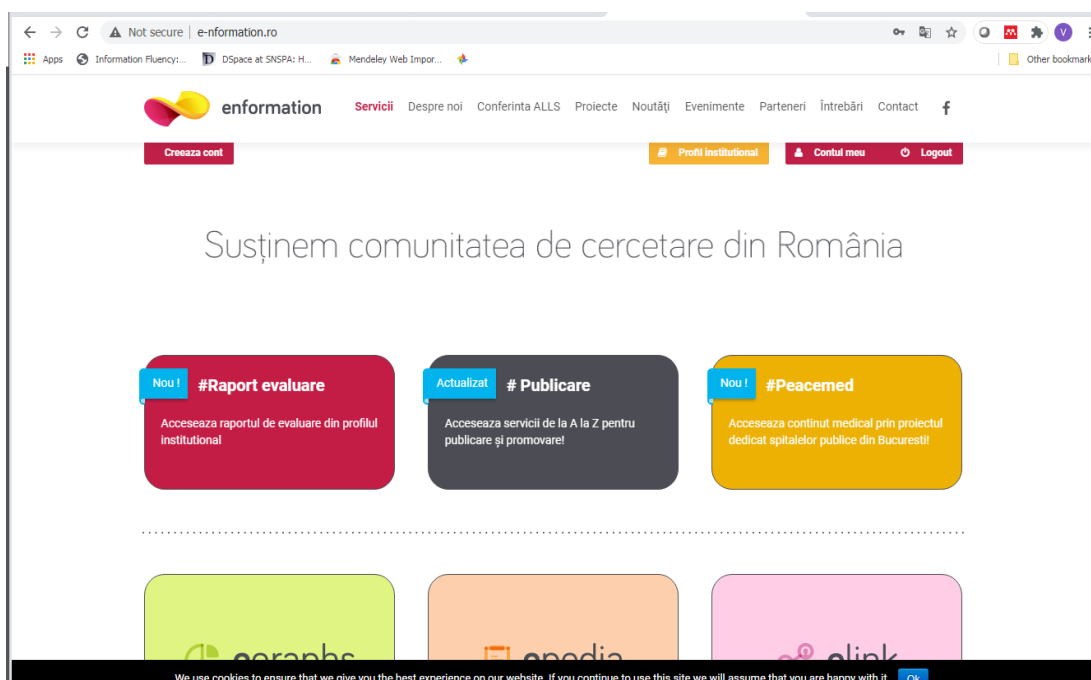 Not secure e-nformation.ro
V
Apps Information Fluency:... DSpace at SNSPA: H... Mendeley Web Impor... Other bookmark
enformation Servicii Despre noi Conferinta ALLS Proiecte Noutăți Evenimente Parteneri Întrebări Contact f
Creeaza cont Profil institutional Contul meu Logout
Susținem comunitatea de cercetare din România
Nou ! #Raport evaluare
Acceseaza raportul de evaluare din profilul
institutional
Actualizat # Publicare
Acceseaza servicii de la A la Z pentru
publicare și promovare!
Nou ! #Peacemed
Acceseaza continut medical prin proiectul
dedicat spitalelor publice din Bucuresti!
egraphs epedia elink
We use cookies to ensure that we give you the best experience on our website. If you continue to use this site we will assume that you are happy with it. Ok